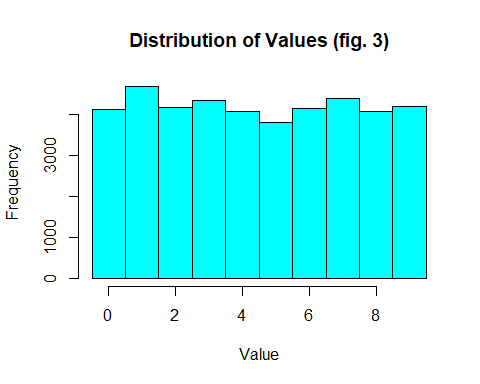 Distribution of Values (fig. 3)
Frequency
3000
1000
0
0 2 4 6 8
Value